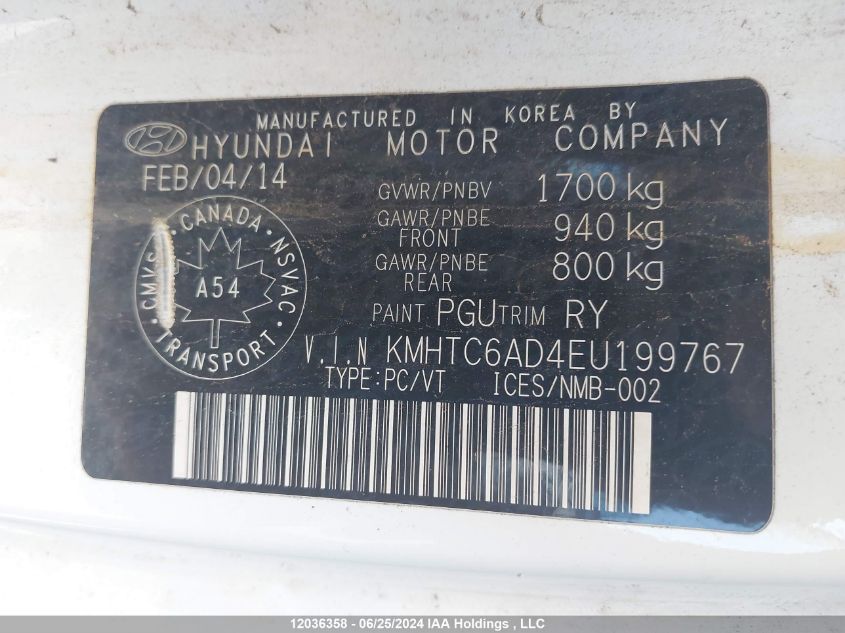 MANUFACTURED IN KOREA BY
HYUNDAI MOTOR COMPANY
FEB/04/14
GVWR/PNBV 1700 kg
GAWR/PNBE FRONT 940 kg
GAWR/PNBE REAR 800 kg
CANADA · NSVAC · TRANSPORT · CMVSS
A54
PAINT PGU TRIM RY
V.I.N KMHTC6AD4EU199767
TYPE:PC/VT ICES/NMB-002
12036358 - 06/25/2024 IAA Holdings , LLC